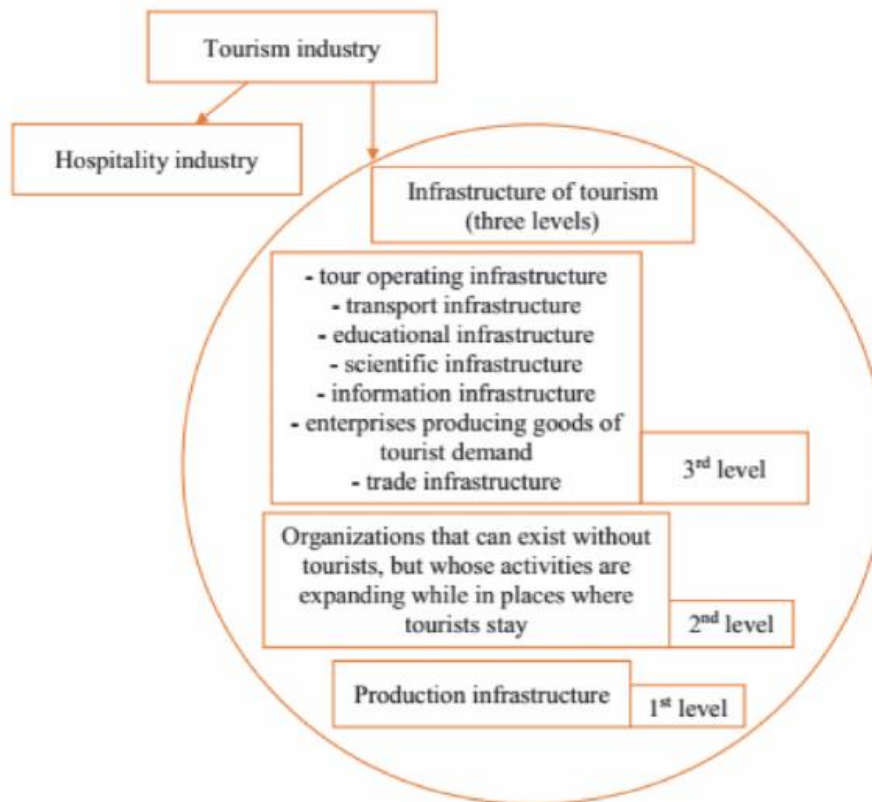 Tourism industry
Hospitality industry
Infrastructure of tourism
(three levels)
- tour operating infrastructure
- transport infrastructure
- educational infrastructure
- scientific infrastructure
- information infrastructure
- enterprises producing goods of
tourist demand
- trade infrastructure
3rd level
Organizations that can exist without
tourists, but whose activities are
expanding while in places where
tourists stay
2nd level
Production infrastructure
1st level